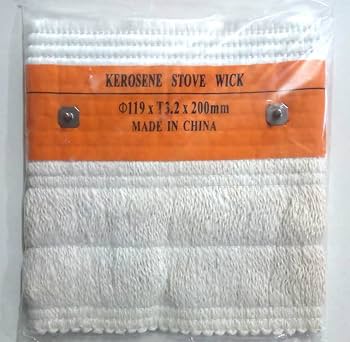 KEROSENE STOVE WICK
Φ119 x T3.2 x 200mm
MADE IN CHINA